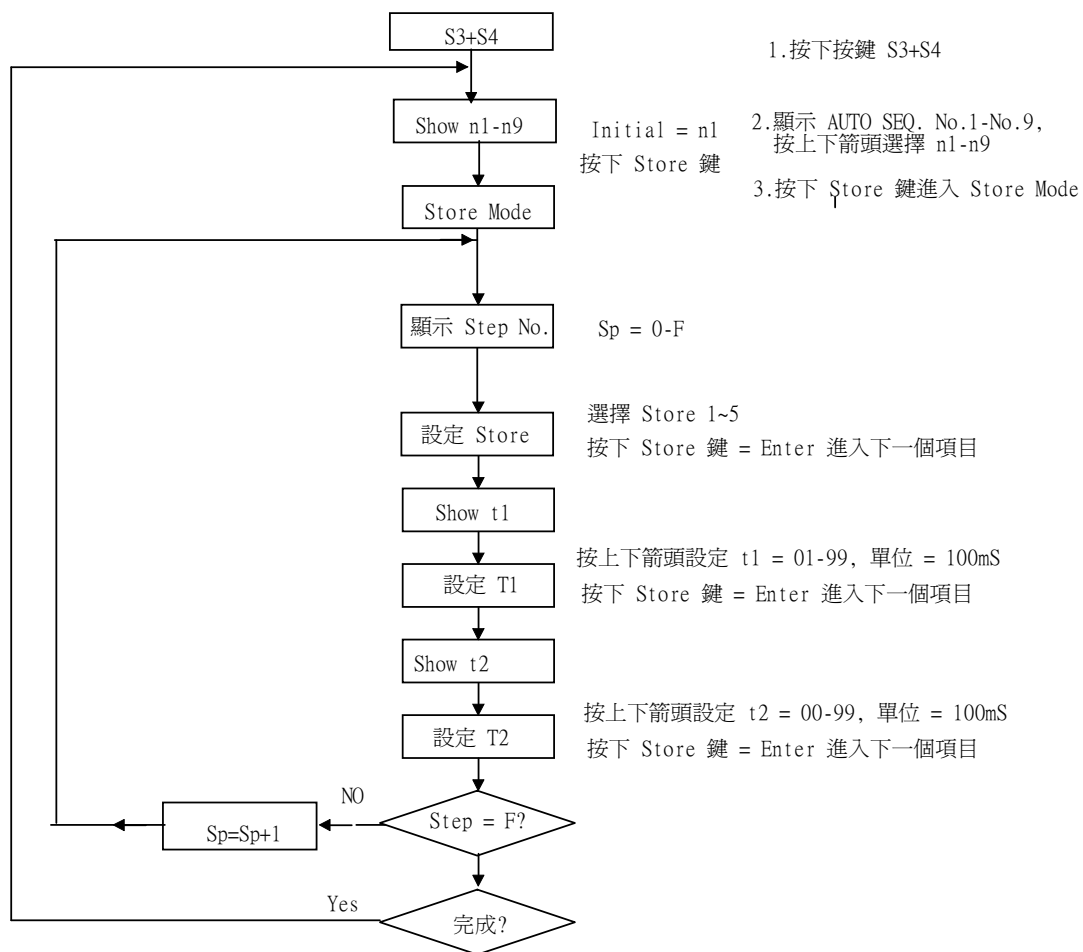 S3+S4
1.按下按鍵 S3+S4
Show n1-n9
Initial = n1
按下 Store 鍵
2.顯示 AUTO SEQ. No.1-No.9,
按上下箭頭選擇 n1-n9
3.按下 Store 鍵進入 Store Mode
Store Mode
顯示 Step No.
Sp = 0-F
設定 Store
選擇 Store 1~5
按下 Store 鍵 = Enter 進入下一個項目
Show t1
設定 T1
按上下箭頭設定 t1 = 01-99, 單位 = 100mS
按下 Store 鍵 = Enter 進入下一個項目
Show t2
設定 T2
按上下箭頭設定 t2 = 00-99, 單位 = 100mS
按下 Store 鍵 = Enter 進入下一個項目
Step = F?
NO
Sp=Sp+1
Yes
完成?